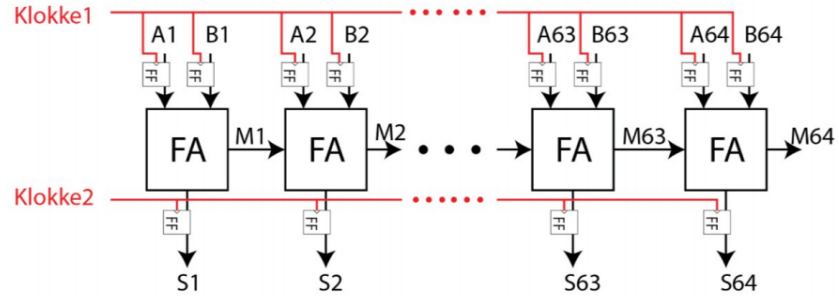 Klokke1 A1 B1 A2 B2 A63 B63 A64 B64
FF FF FF FF FF FF FF FF
FA M1 FA M2 FA M63 FA M64
Klokke2
FF FF FF FF
S1 S2 S63 S64